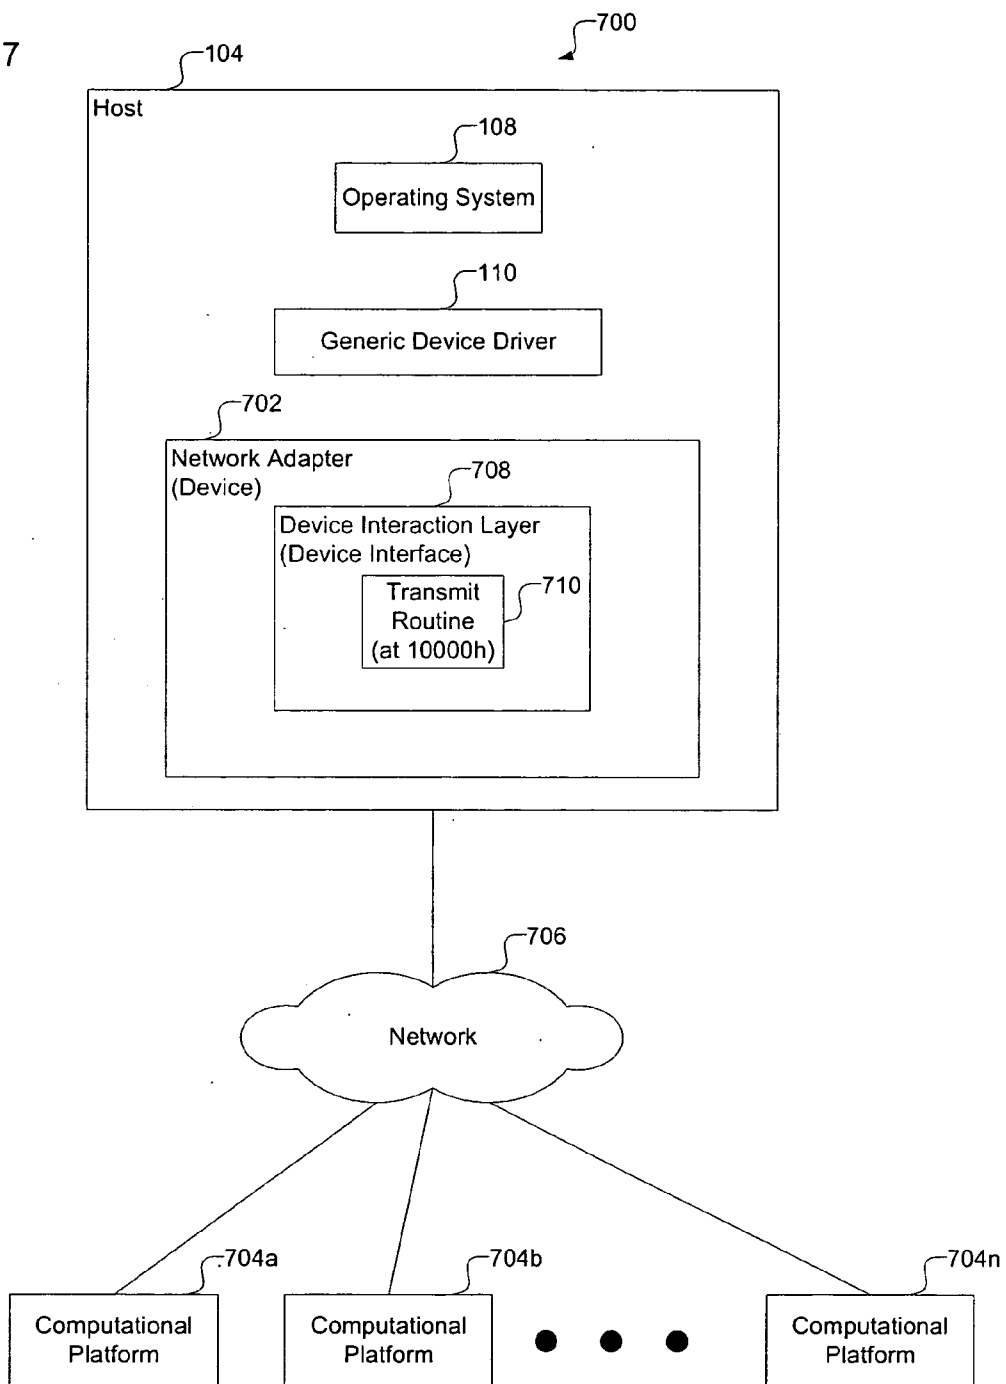 7
700
104
Host
108
Operating System
110
Generic Device Driver
702
Network Adapter
(Device)
708
Device Interaction Layer
(Device Interface)
Transmit
Routine
(at 10000h)
710
706
Network
704a
704b
704n
Computational
Platform
Computational
Platform
Computational
Platform